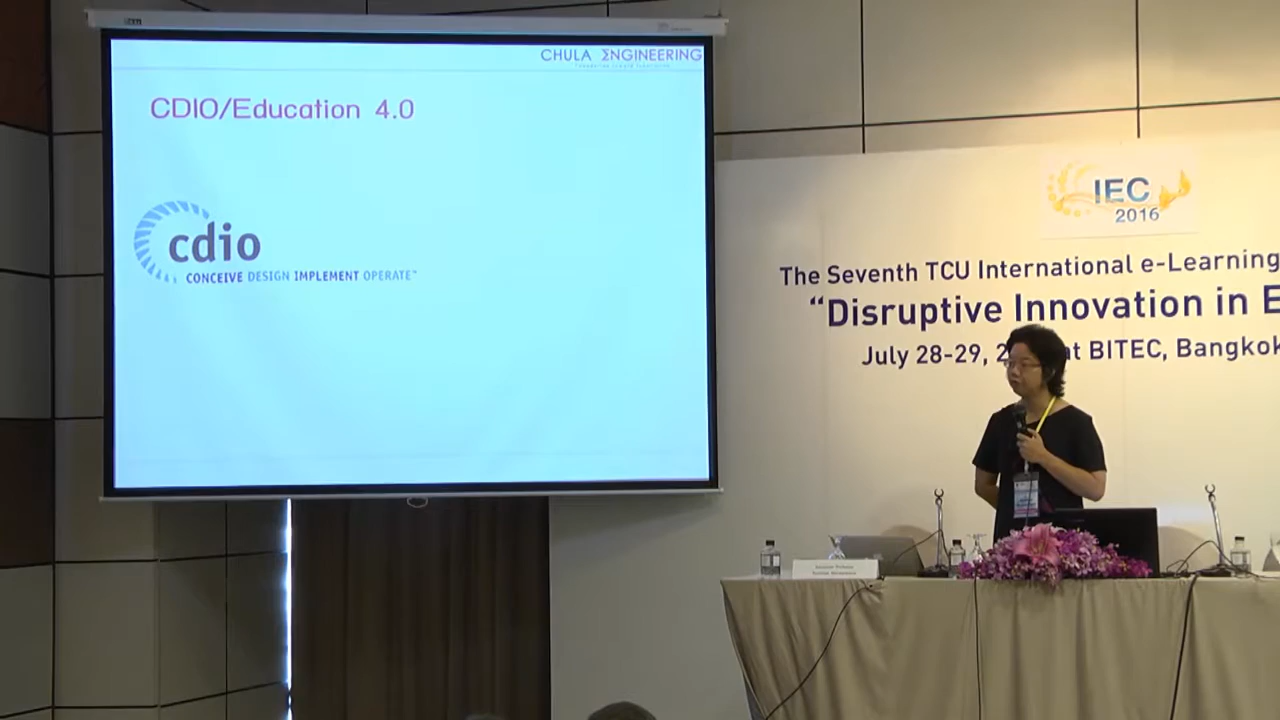 CHULA ΣNGINEERING
CDIO/Education 4.0
cdio
CONCEIVE DESIGN IMPLEMENT OPERATE™
IEC
2016
The Seventh TCU International e-Learning
“Disruptive Innovation in E
July 28-29, 2 at BITEC, Bangkok